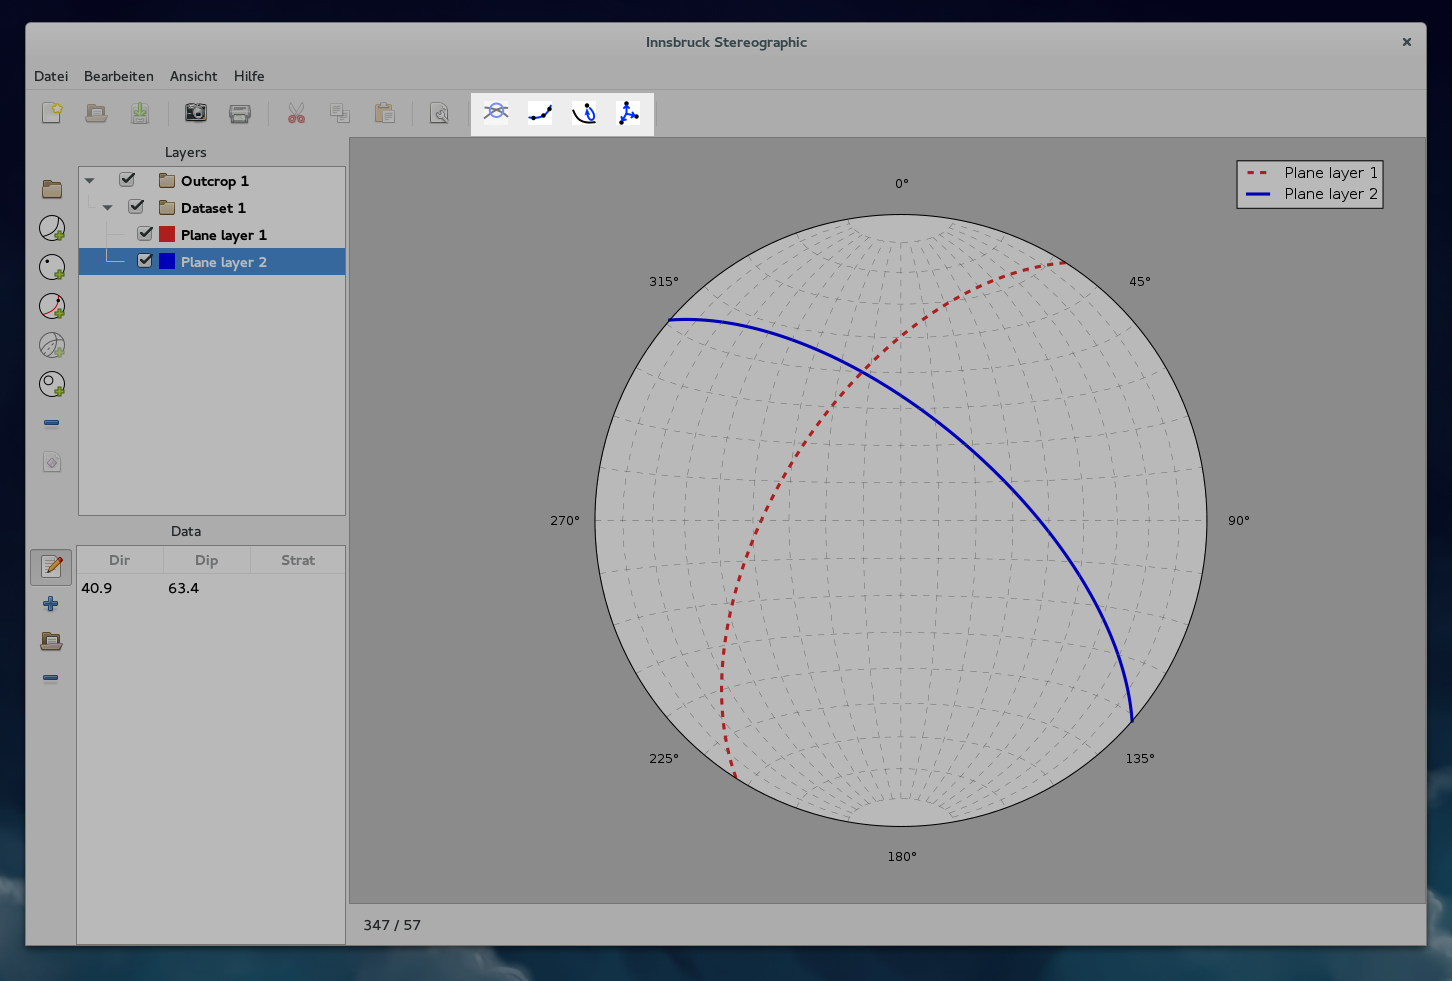 Innsbruck Stereographic
Datei Bearbeiten Ansicht Hilfe
Layers
Outcrop 1
Dataset 1
Plane layer 1
Plane layer 2
Data
Dir Dip Strat
40.9 63.4
Plane layer 1
Plane layer 2
0°
315° 45°
270° 90°
225° 135°
180°
347 / 57